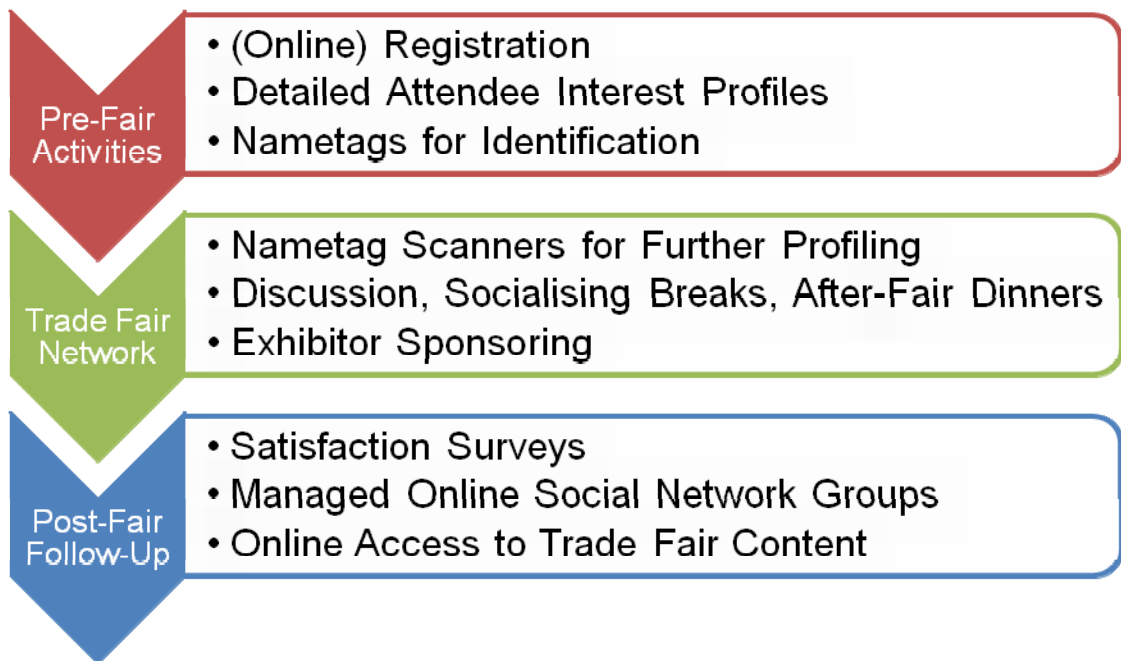 Pre-Fair
Activities
• (Online) Registration
• Detailed Attendee Interest Profiles
• Nametags for Identification
Trade Fair
Network
• Nametag Scanners for Further Profiling
• Discussion, Socialising Breaks, After-Fair Dinners
• Exhibitor Sponsoring
Post-Fair
Follow-Up
• Satisfaction Surveys
• Managed Online Social Network Groups
• Online Access to Trade Fair Content